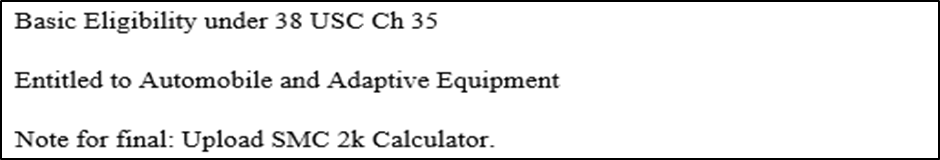 Basic Eligibility under 38 USC Ch 35
Entitled to Automobile and Adaptive Equipment
Note for final: Upload SMC 2k Calculator.